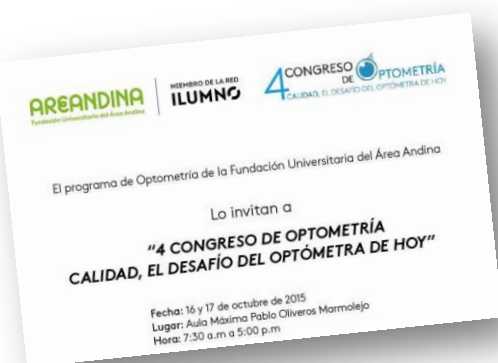 AREANDINA
Fundación Universitaria del Área Andina
MIEMBRO DE LA RED
ILUMNO
4 CONGRESO
DE OPTOMETRÍA
CALIDAD, EL DESAFÍO DEL OPTÓMETRA DE HOY
El programa de Optometría de la Fundación Universitaria del Área Andina
Lo invitan a
"4 CONGRESO DE OPTOMETRÍA
CALIDAD, EL DESAFÍO DEL OPTÓMETRA DE HOY"
Fecha: 16 y 17 de octubre de 2015
Lugar: Aula Máxima Pablo Oliveros Marmolejo
Hora: 7:30 a.m a 5:00 p.m